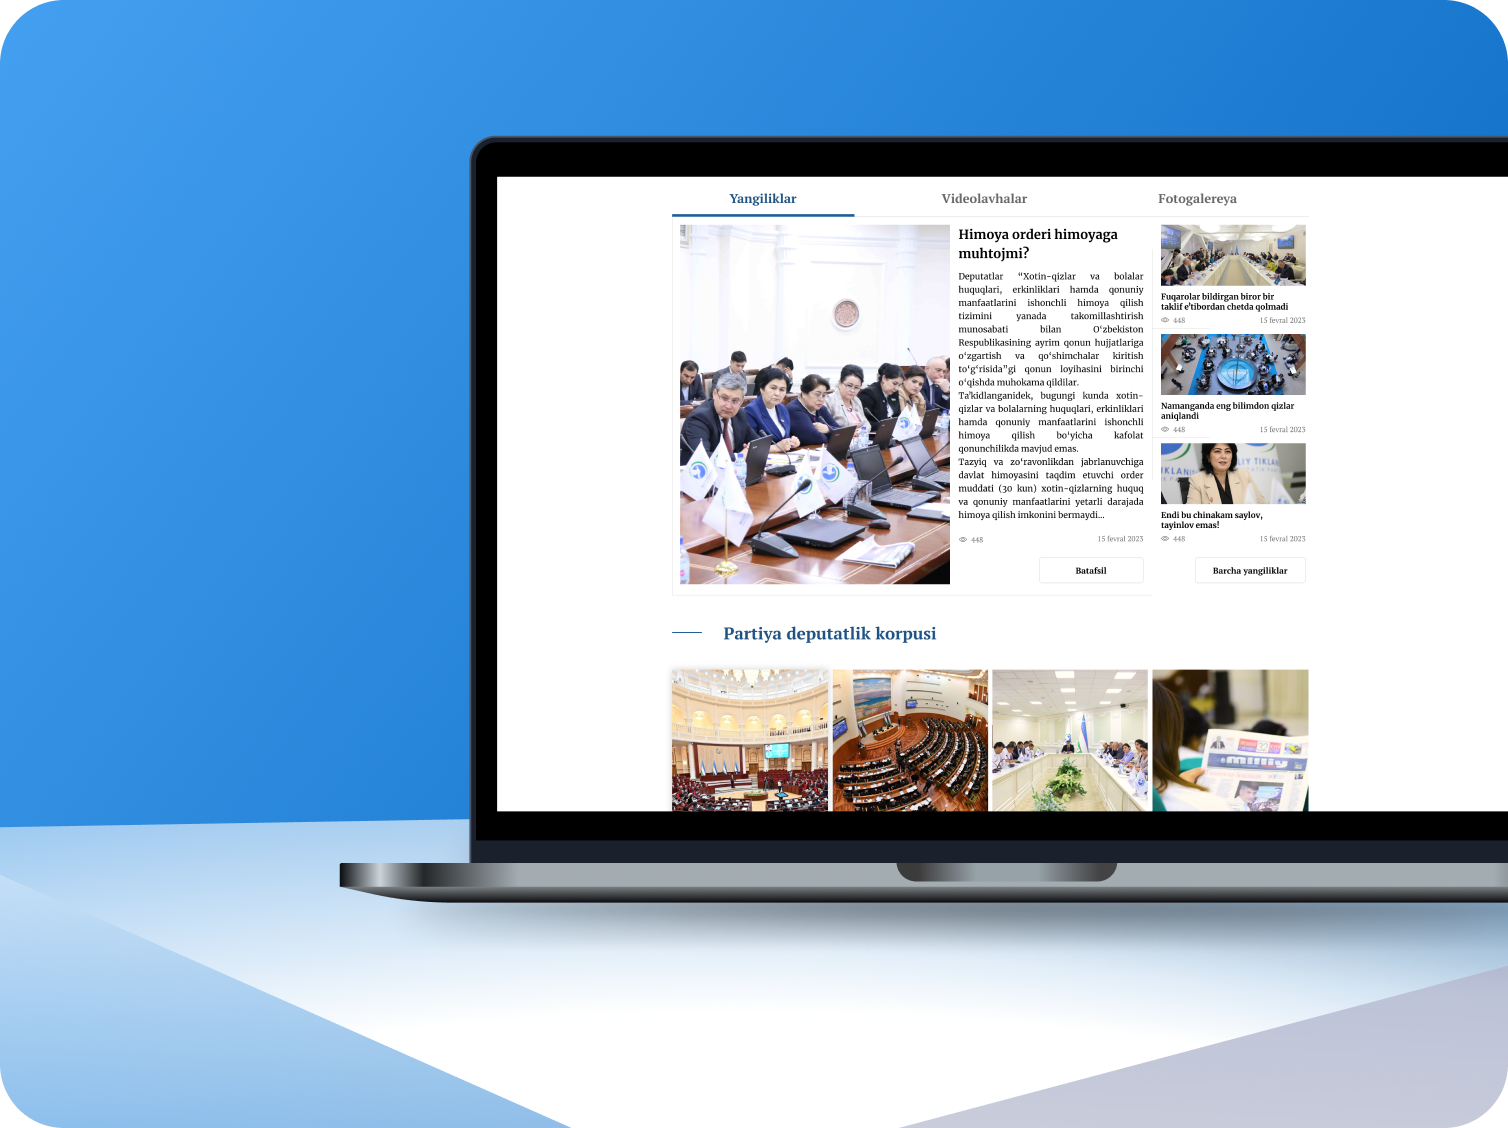 Yangiliklar
Videolavhalar
Fotogalereya
Himoya orderi himoyaga
muhtojmi?
Deputatlar “Xotin-qizlar va bolalar
huquqlari, erkinliklari hamda qonuniy
manfaatlarini ishonchli himoya qilish
tizimini yanada takomillashtirish
munosabati bilan O‘zbekiston
Respublikasining ayrim qonun hujjatlariga
o‘zgartish va qo‘shimchalar kiritish
to‘g‘risida”gi qonun loyihasini birinchi
o‘qishda muhokama qildilar.
Ta’kidlanganidek, bugungi kunda xotin-
qizlar va bolalarning huquqlari, erkinliklari
hamda qonuniy manfaatlarini ishonchli
himoya qilish bo‘yicha kafolat
qonunchilikda mavjud emas.
Tazyiq va zo‘ravonlikdan jabrlanuvchiga
davlat himoyasini taqdim etuvchi order
muddati (30 kun) xotin-qizlarning huquq
va qonuniy manfaatlarini yetarli darajada
himoya qilish imkonini bermaydi...
448
15 fevral 2023
Batafsil
Fuqarolar bildirgan biror bir
taklif e’tibordan chetda qolmadi
448
15 fevral 2023
Namanganda eng bilimdon qizlar
aniqlandi
448
15 fevral 2023
Endi bu chinakam saylov,
tayinlov emas!
448
15 fevral 2023
Barcha yangiliklar
Partiya deputatlik korpusi
milliy